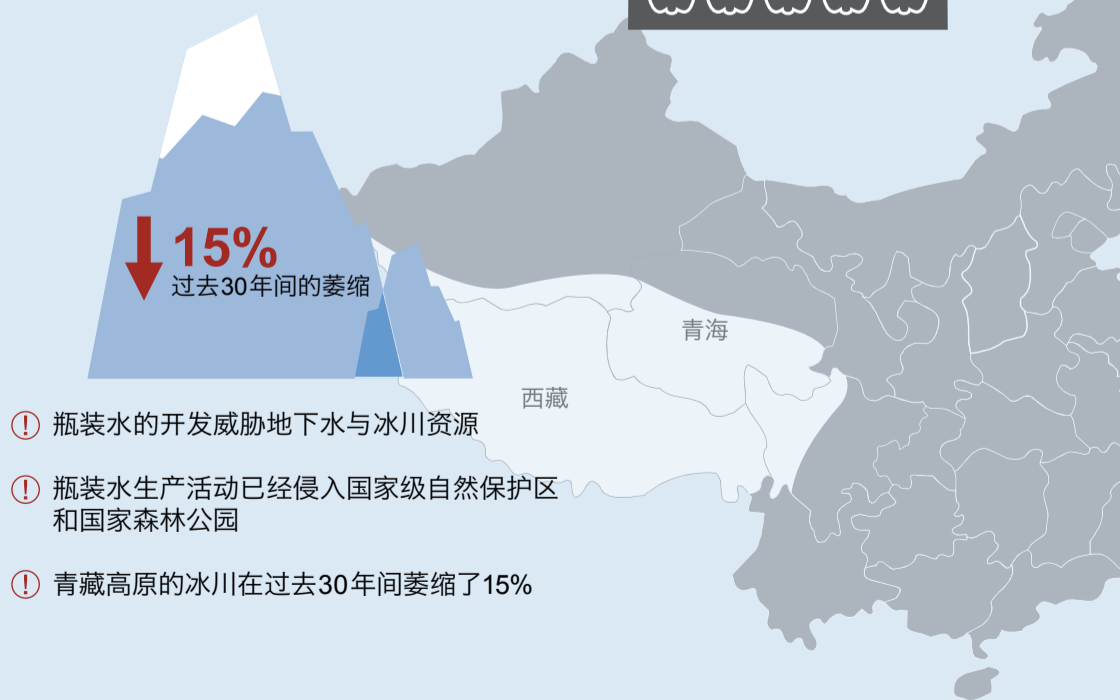 15%
过去30年间的萎缩
青海
西藏
! 瓶装水的开发威胁地下水与冰川资源
! 瓶装水生产活动已经侵入国家级自然保护区
和国家森林公园
! 青藏高原的冰川在过去30年间萎缩了15%